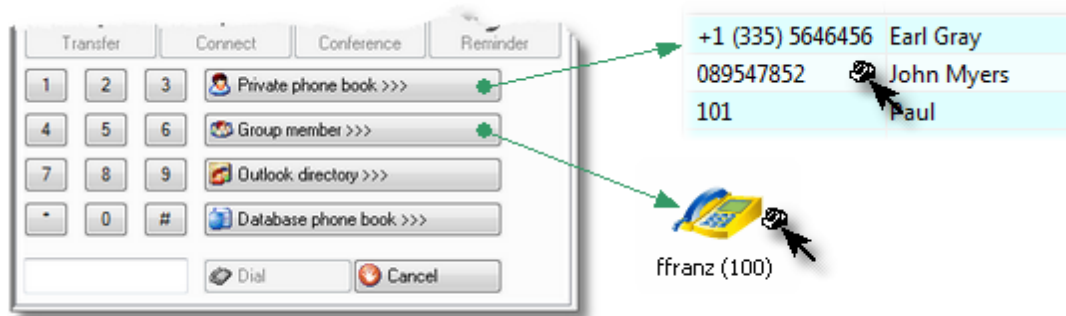 Transfer Connect Conference Reminder
1 2 3 Private phone book >>>
4 5 6 Group member >>>
7 8 9 Outlook directory >>>
* 0 # Database phone book >>>
Dial Cancel
+1 (335) 5646456 Earl Gray
089547852 John Myers
101 Paul
ffranz (100)